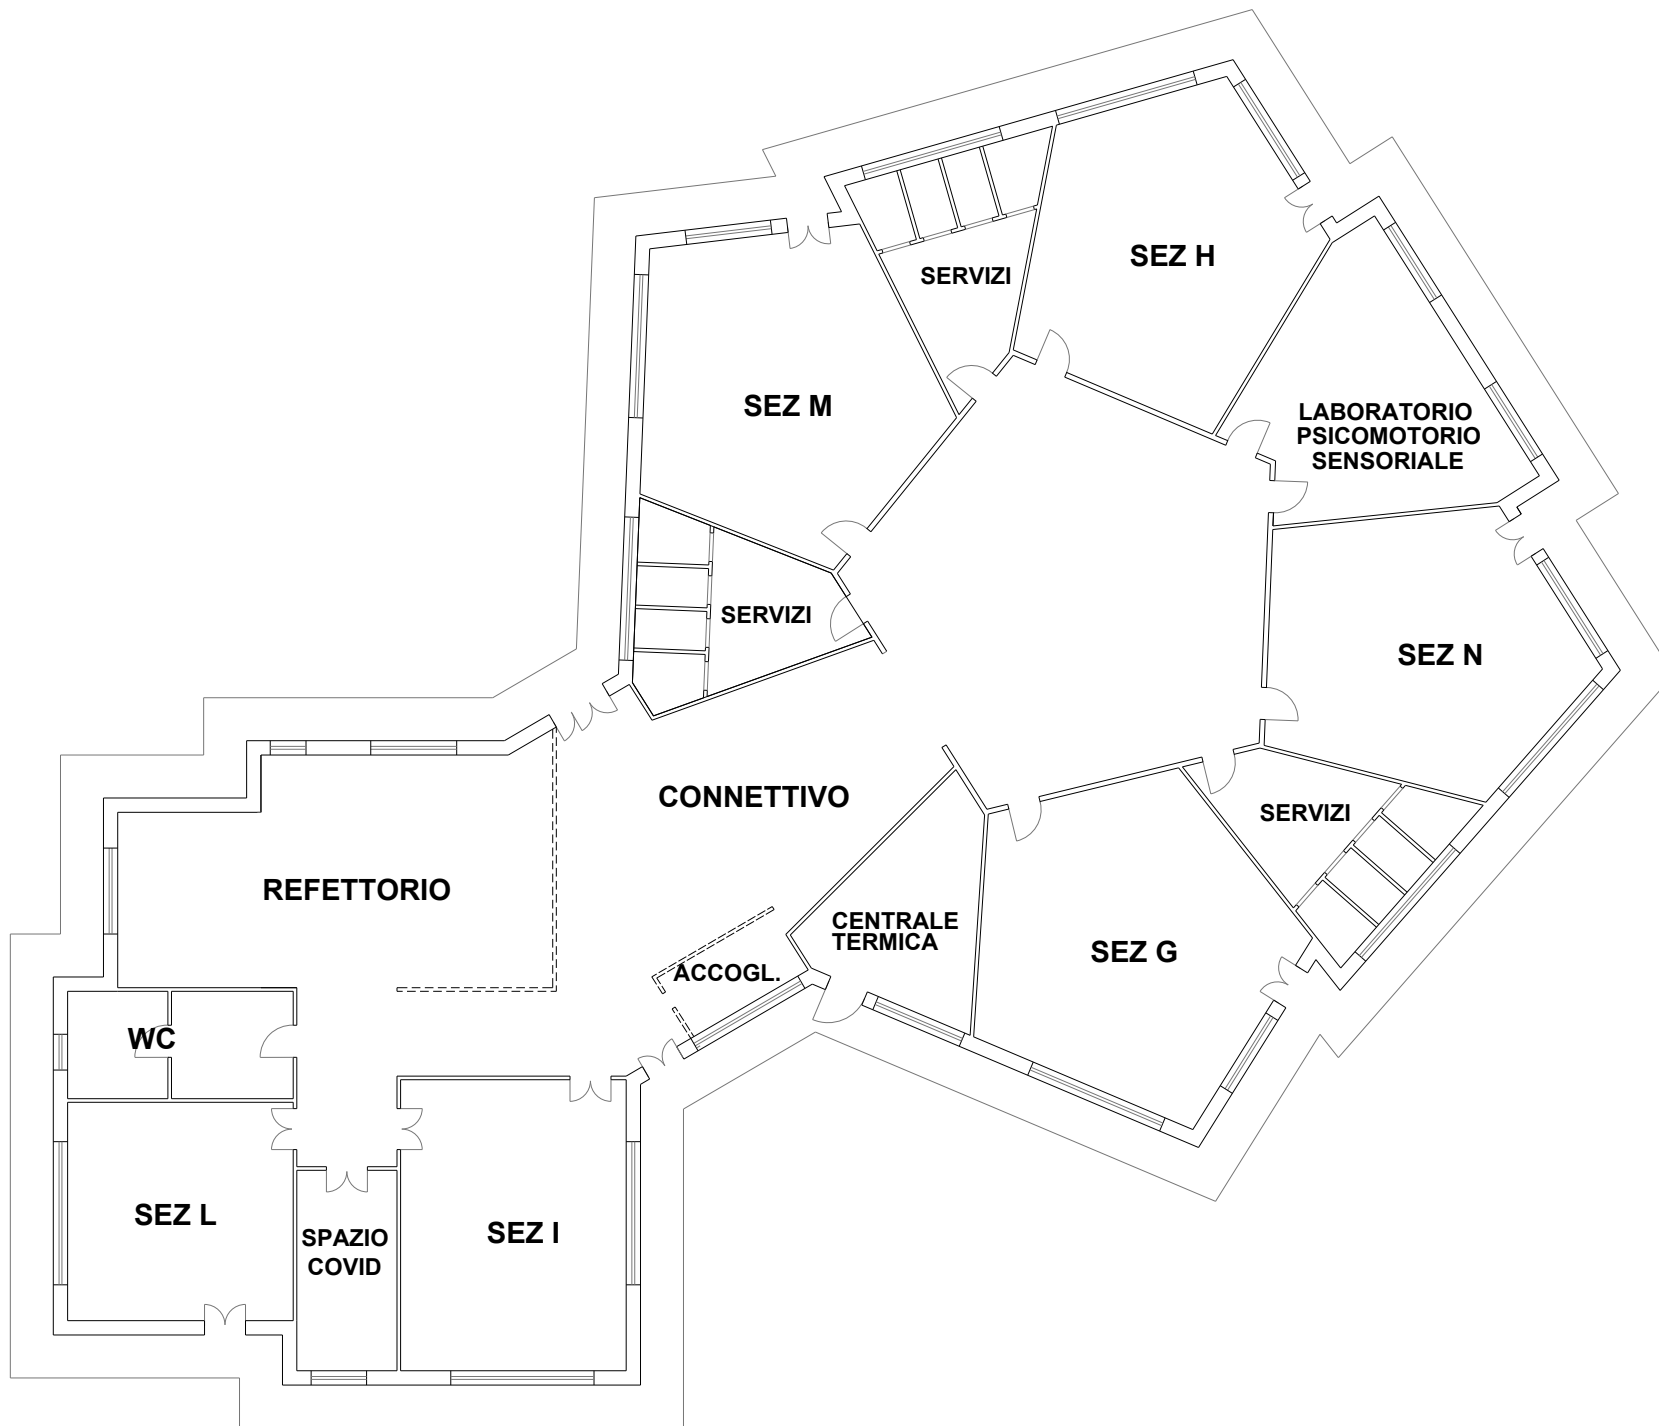 SEZ H
SERVIZI
SEZ M
LABORATORIO
PSICOMOTORIO
SENSORIALE
SERVIZI
SEZ N
CONNETTIVO
SERVIZI
REFETTORIO
CENTRALE
TERMICA
SEZ G
ACCOGL.
WC
SEZ L
SPAZIO
COVID
SEZ I